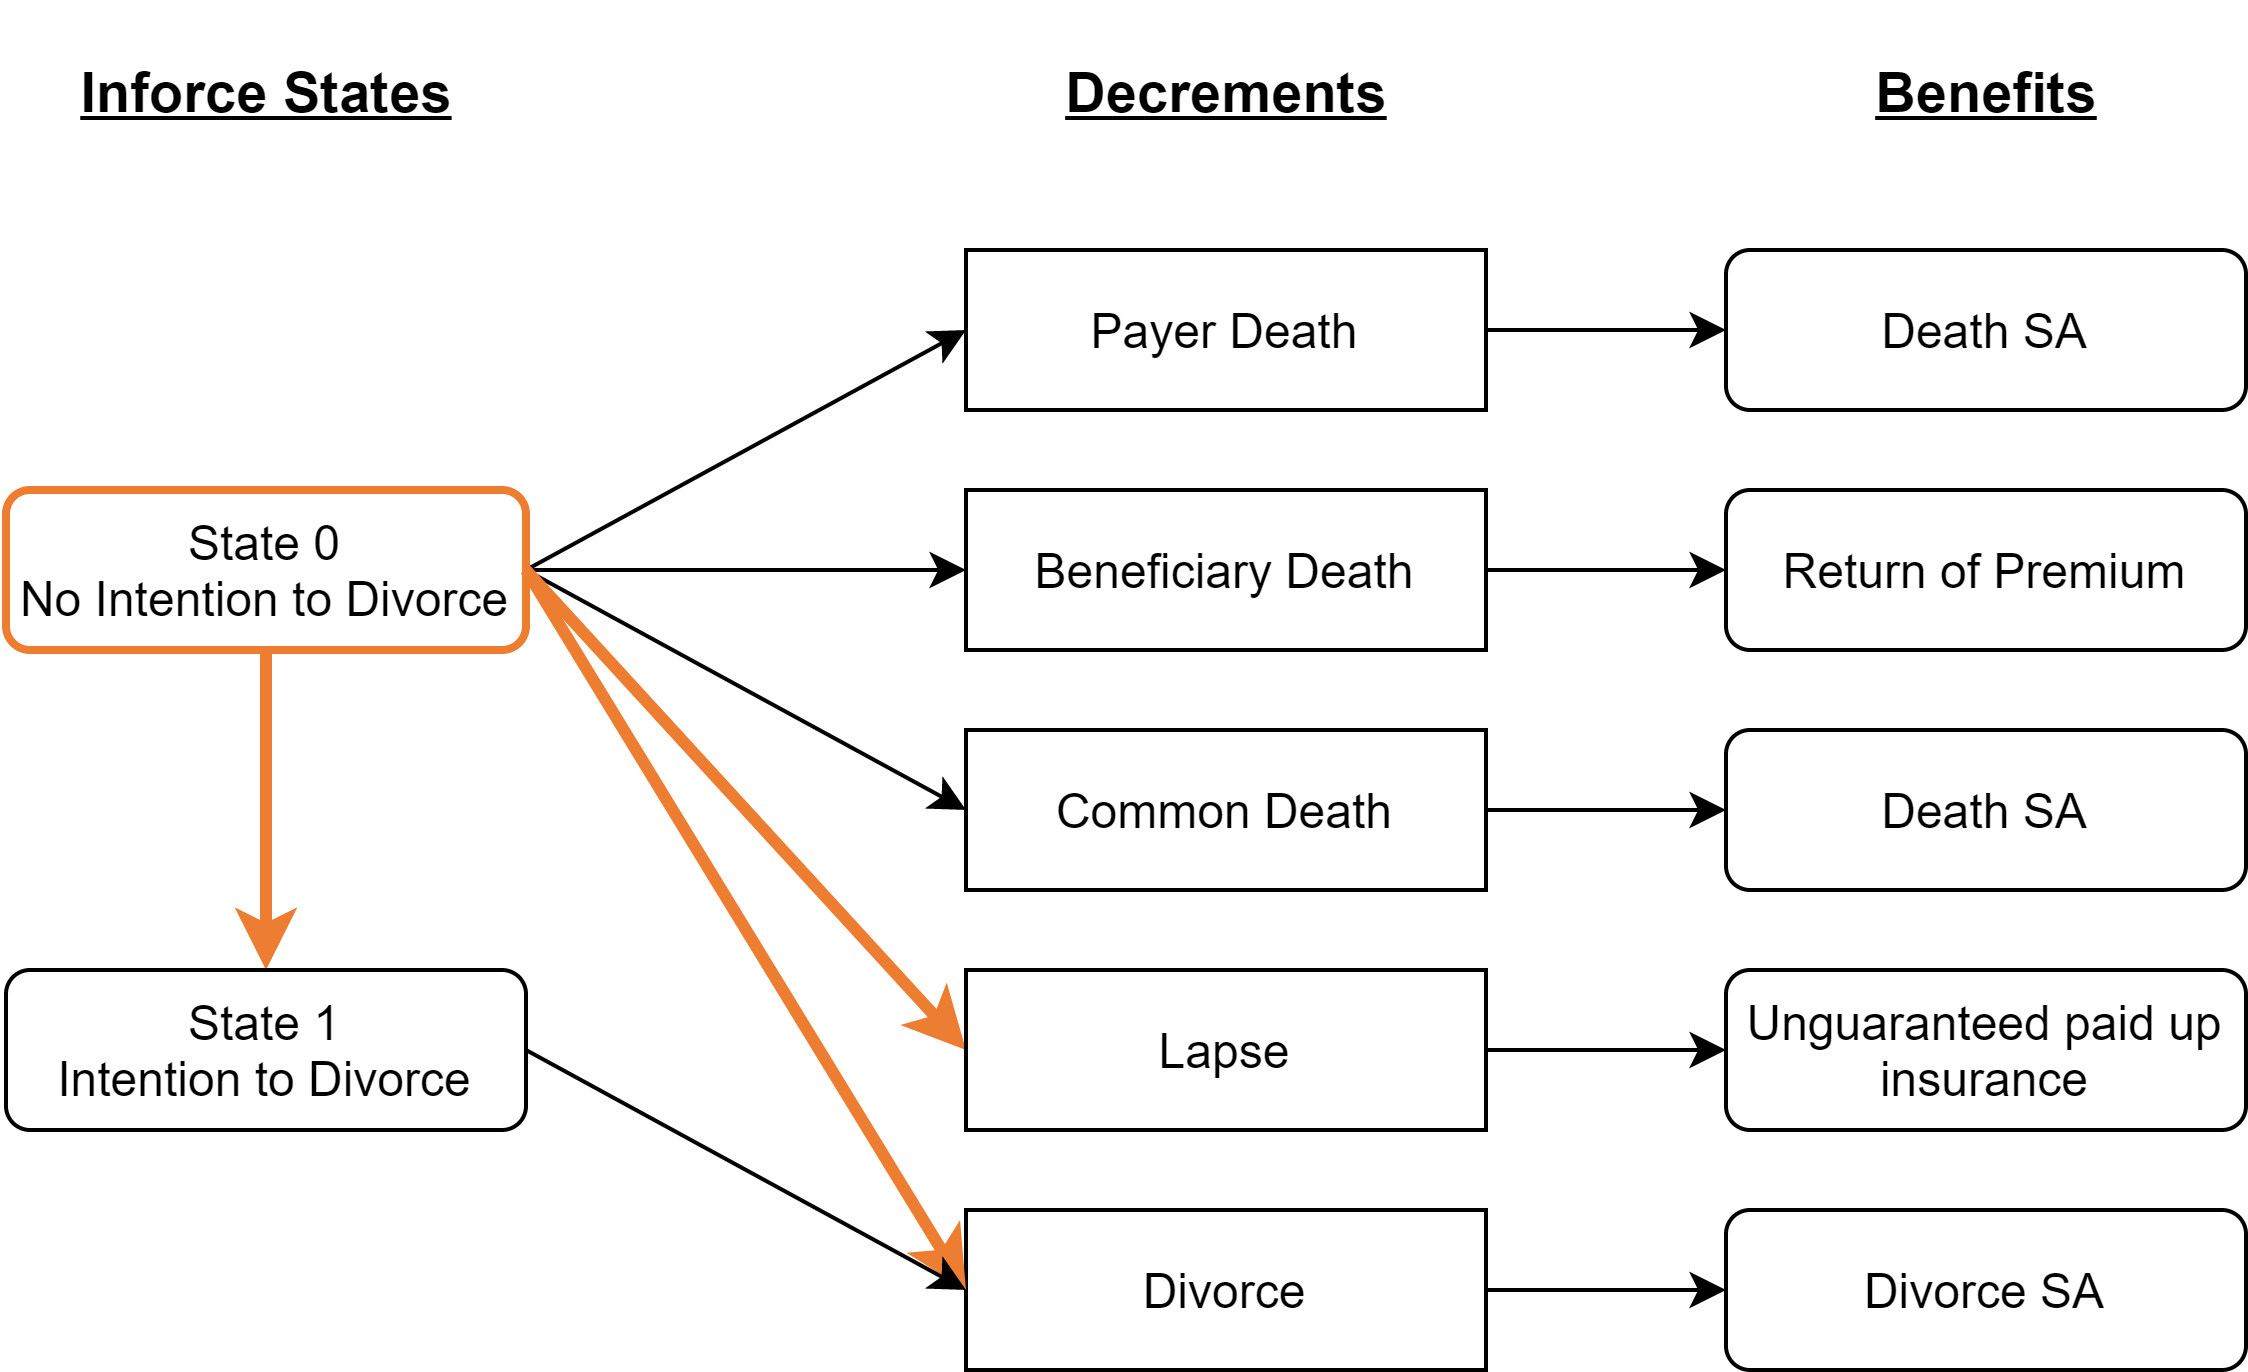 Inforce States
Decrements
Benefits
Payer Death
Death SA
State 0
No Intention to Divorce
Beneficiary Death
Return of Premium
Common Death
Death SA
State 1
Intention to Divorce
Lapse
Unguaranteed paid up
insurance
Divorce
Divorce SA